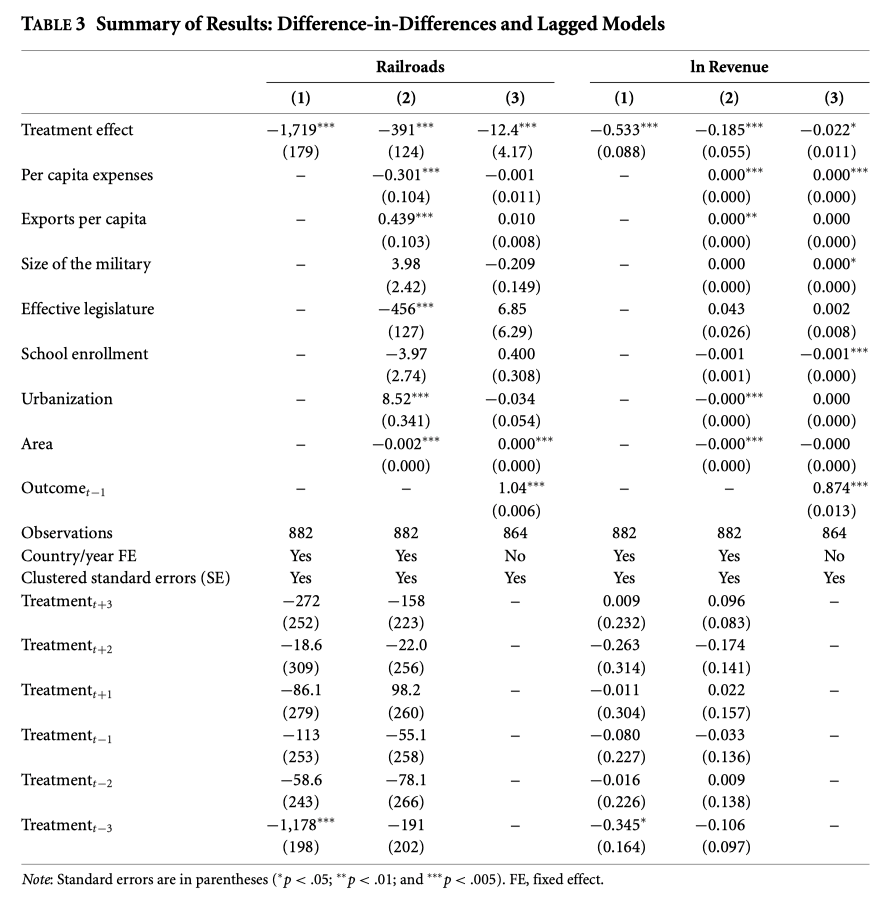 TABLE 3 Summary of Results: Difference-in-Differences and Lagged Models
Railroads ln Revenue
(1) (2) (3) (1) (2) (3)
Treatment effect −1,719*** −391*** −12.4*** −0.533*** −0.185*** −0.022*
(179) (124) (4.17) (0.088) (0.055) (0.011)
Per capita expenses – −0.301*** −0.001 – 0.000*** 0.000***
(0.104) (0.011) (0.000) (0.000)
Exports per capita – 0.439*** 0.010 – 0.000** 0.000
(0.103) (0.008) (0.000) (0.000)
Size of the military – 3.98 −0.209 – 0.000 0.000*
(2.42) (0.149) (0.000) (0.000)
Effective legislature – −456*** 6.85 – 0.043 0.002
(127) (6.29) (0.026) (0.008)
School enrollment – −3.97 0.400 – −0.001 −0.001***
(2.74) (0.308) (0.001) (0.000)
Urbanization – 8.52*** −0.034 – −0.000*** 0.000
(0.341) (0.054) (0.000) (0.000)
Area – −0.002*** 0.000*** – −0.000*** −0.000
(0.000) (0.000) (0.000) (0.000)
Outcome t−1 – – 1.04*** – – 0.874***
(0.006) (0.013)
Observations 882 882 864 882 882 864
Country/year FE Yes Yes No Yes Yes No
Clustered standard errors (SE) Yes Yes Yes Yes Yes Yes
Treatment t+3 −272 −158 – 0.009 0.096 –
(252) (223) (0.232) (0.083)
Treatment t+2 −18.6 −22.0 – −0.263 −0.174 –
(309) (256) (0.314) (0.141)
Treatment t+1 −86.1 98.2 – −0.011 0.022 –
(279) (260) (0.304) (0.157)
Treatment t−1 −113 −55.1 – −0.080 −0.033 –
(253) (258) (0.227) (0.136)
Treatment t−2 −58.6 −78.1 – −0.016 0.009 –
(243) (266) (0.226) (0.138)
Treatment t−3 −1,178*** −191 – −0.345* −0.106 –
(198) (202) (0.164) (0.097)
Note: Standard errors are in parentheses (*p < .05; **p < .01; and ***p < .005). FE, fixed effect.